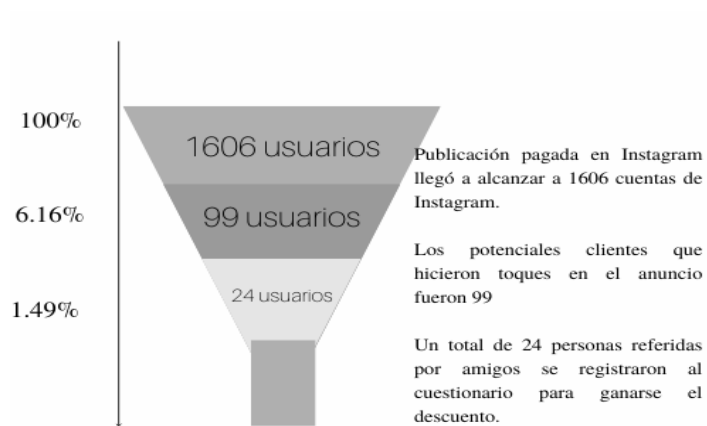 100%
1606 usuarios
6.16%
99 usuarios
1.49%
24 usuarios
Publicación pagada en Instagram
llegó a alcanzar a 1606 cuentas de
Instagram.
Los potenciales clientes que
hicieron toques en el anuncio
fueron 99
Un total de 24 personas referidas
por amigos se registraron al
cuestionario para ganarse el
descuento.